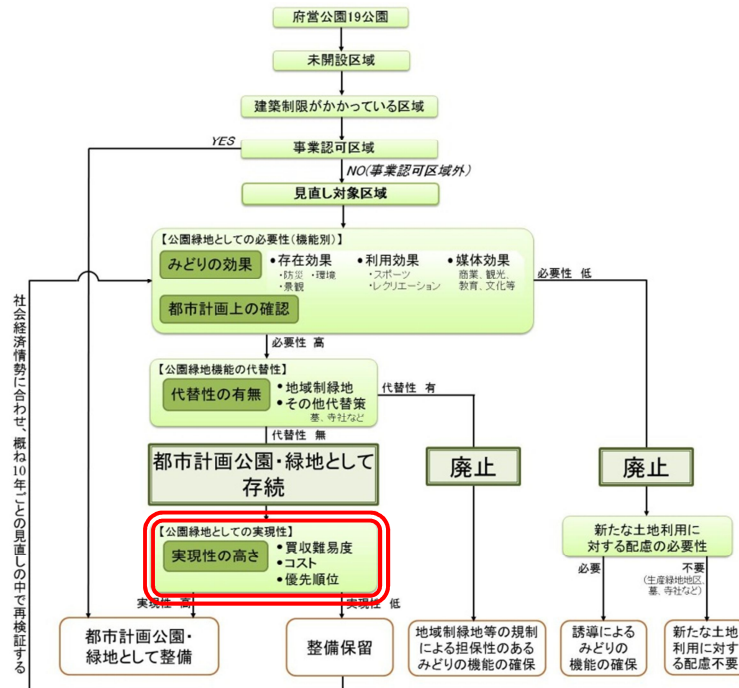 府営公園19公園
未開設区域
建築制限がかかっている区域
YES
事業認可区域
NO(事業認可区域外)
見直し対象区域
【公園緑地としての必要性(機能別)】
みどりの効果
●存在効果
・防災 ・環境
・景観
●利用効果
・スポーツ
・レクリエーション
●媒体効果
商業、観光、
教育、文化等
都市計画上の確認
必要性 低
必要性 高
【公園緑地機能の代替性】
代替性の有無
●地域制緑地
●その他代替策
墓、寺社など
代替性 有
代替性 無
都市計画公園・緑地として
存続
廃止
廃止
【公園緑地としての実現性】
実現性の高さ
●買収難易度
●コスト
●優先順位
新たな土地利用に
対する配慮の必要性
必要
不要
(生産緑地地区、
墓、寺社など)
実現性 高
実現性 低
都市計画公園・
緑地として整備
整備保留
地域制緑地等の規制
による担保性のある
みどりの機能の確保
誘導による
みどりの
機能の確保
新たな土地
利用に対す
る配慮不要
社会経済情勢に合わせ、概ね10年ごとの見直しの中で再検証する